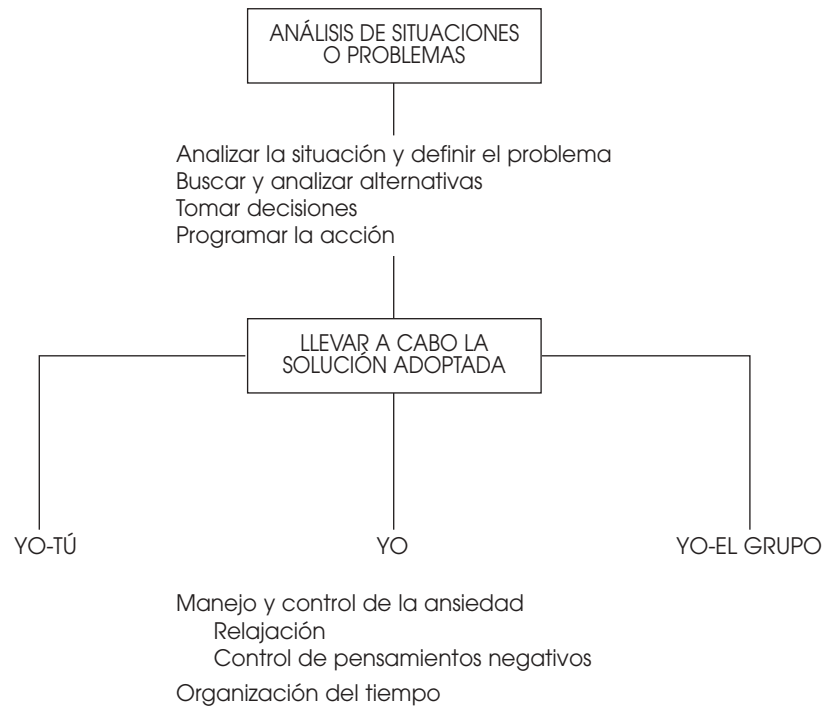 ANÁLISIS DE SITUACIONES
O PROBLEMAS
Analizar la situación y definir el problema
Buscar y analizar alternativas
Tomar decisiones
Programar la acción
LLEVAR A CABO LA
SOLUCIÓN ADOPTADA
YO-TÚ
YO
YO-EL GRUPO
Manejo y control de la ansiedad
Relajación
Control de pensamientos negativos
Organización del tiempo